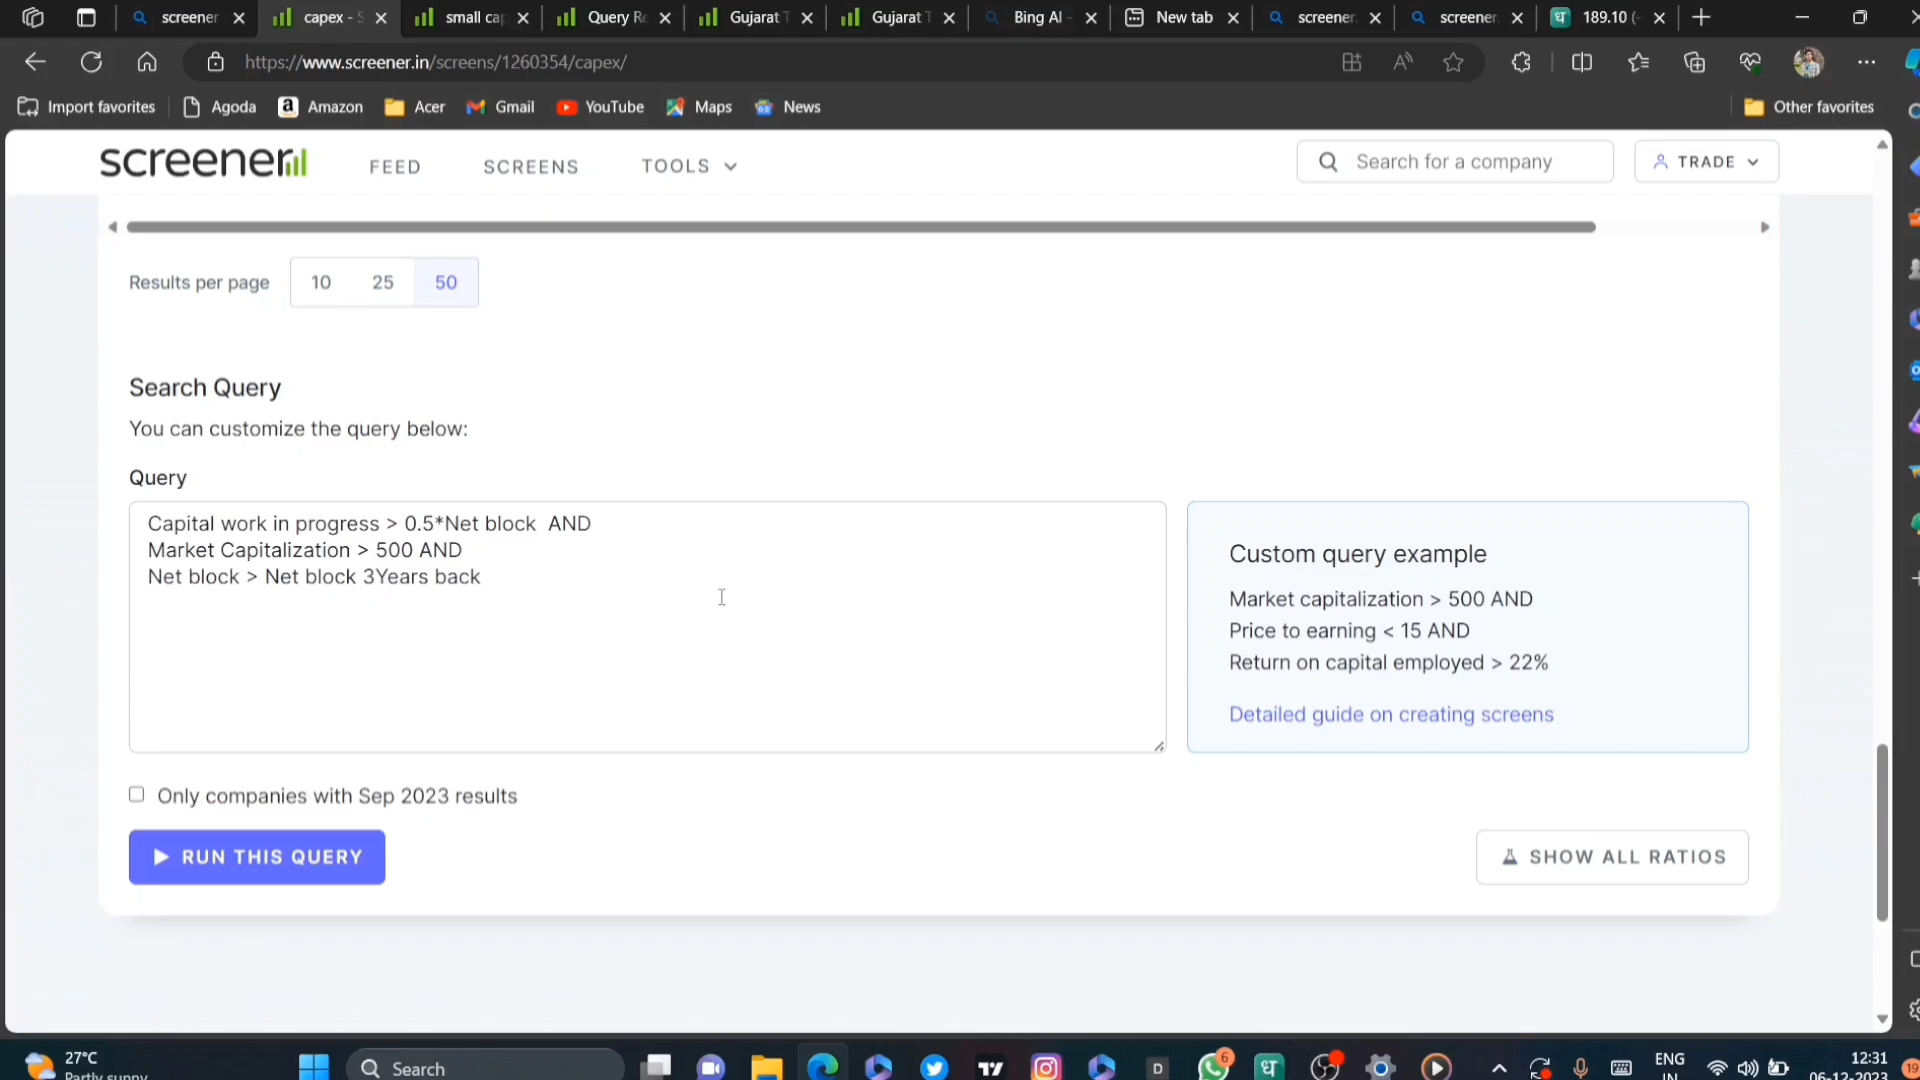 screener
capex - S
small cap
Query Re
Gujarat T
Gujarat T
Bing AI -
New tab
screener.
screener.
189.10 (-
https://www.screener.in/screens/1260354/capex/
Import favorites
Agoda
Amazon
Acer
Gmail
YouTube
Maps
News
Other favorites
screener
FEED
SCREENS
TOOLS
Search for a company
TRADE
Results per page
10
25
50
Search Query
You can customize the query below:
Query
Capital work in progress > 0.5*Net block  AND
Market Capitalization > 500 AND
Net block > Net block 3Years back
Custom query example
Market capitalization > 500 AND
Price to earning < 15 AND
Return on capital employed > 22%
Detailed guide on creating screens
Only companies with Sep 2023 results
RUN THIS QUERY
SHOW ALL RATIOS
27°C
Partly sunny
Search
6
ENG
IN
12:31
06-12-2023
19